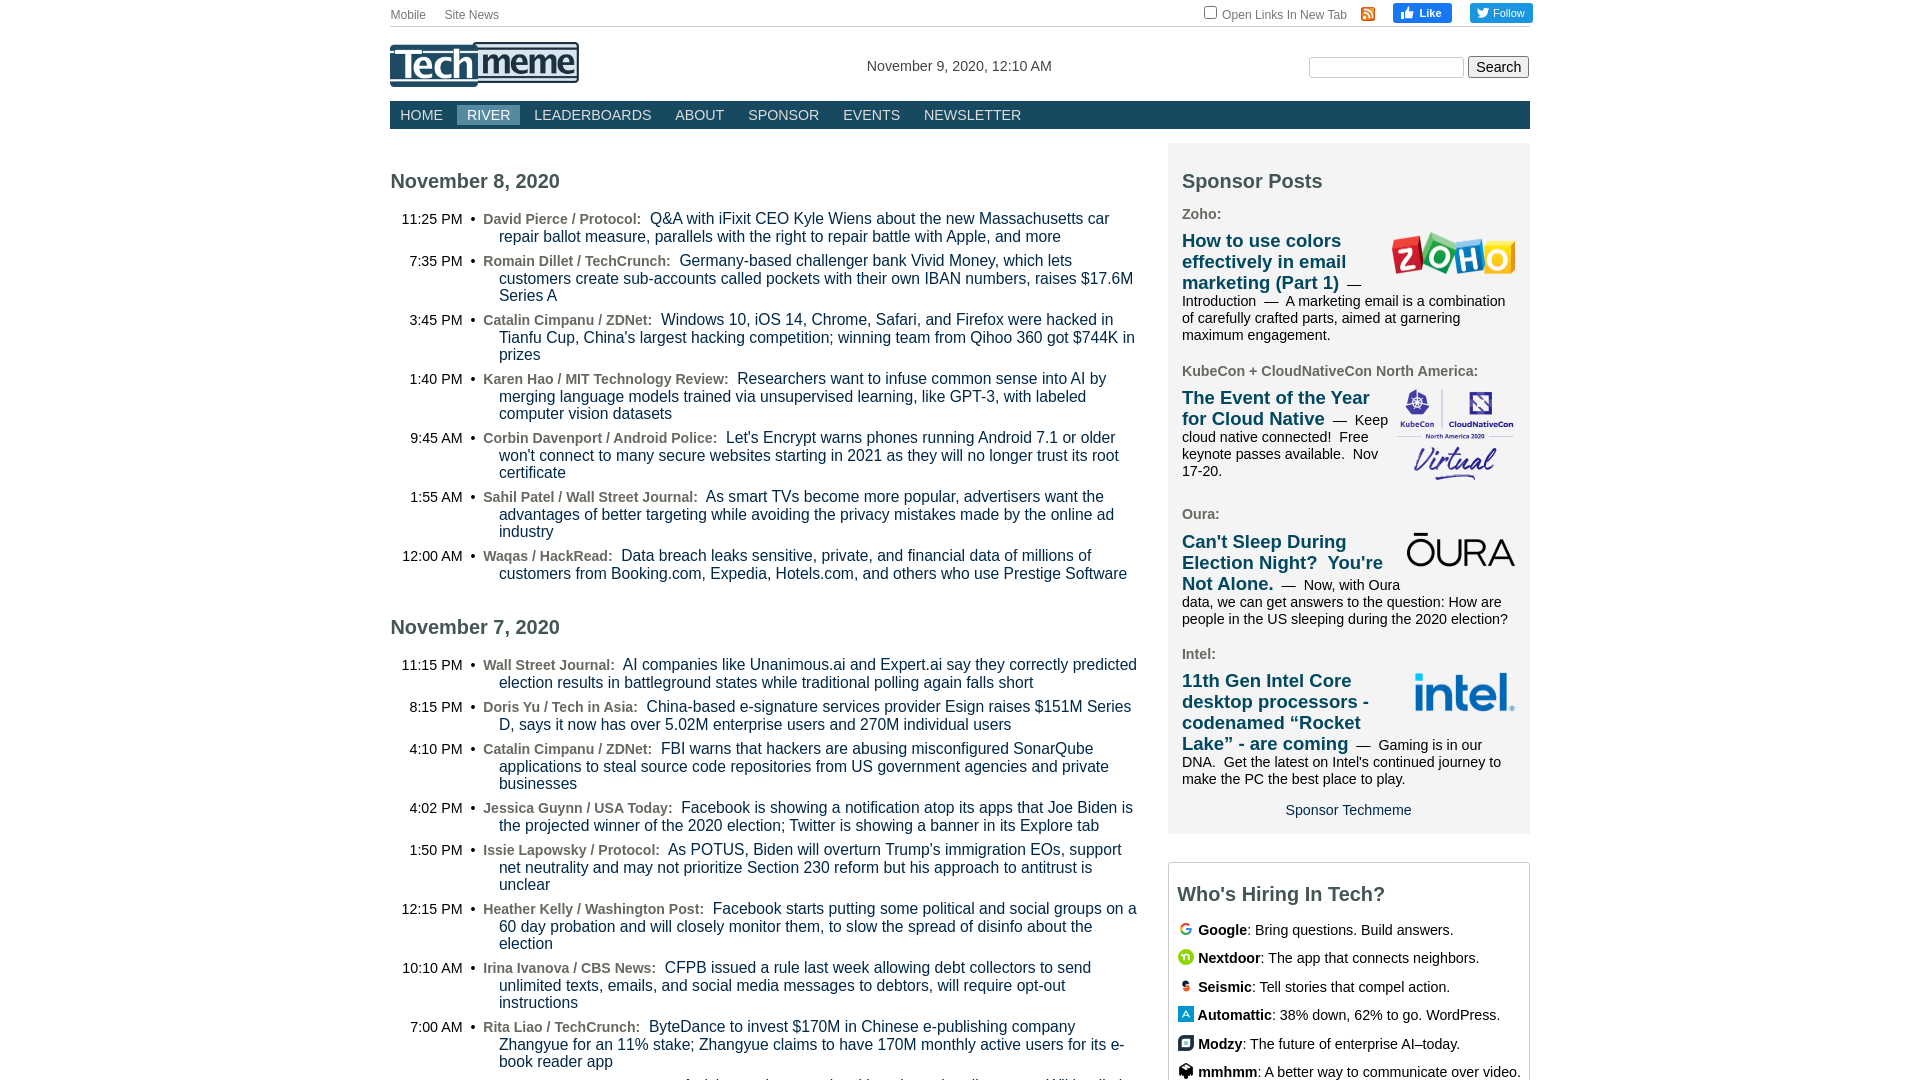 Mobile Site News Open Links In New Tab Like Follow
Techmeme November 9, 2020, 12:10 AM Search
HOME RIVER LEADERBOARDS ABOUT SPONSOR EVENTS NEWSLETTER
November 8, 2020
11:25 PM • David Pierce / Protocol: Q&A with iFixit CEO Kyle Wiens about the new Massachusetts car
repair ballot measure, parallels with the right to repair battle with Apple, and more
7:35 PM • Romain Dillet / TechCrunch: Germany-based challenger bank Vivid Money, which lets
customers create sub-accounts called pockets with their own IBAN numbers, raises $17.6M
Series A
3:45 PM • Catalin Cimpanu / ZDNet: Windows 10, iOS 14, Chrome, Safari, and Firefox were hacked in
Tianfu Cup, China's largest hacking competition; winning team from Qihoo 360 got $744K in
prizes
1:40 PM • Karen Hao / MIT Technology Review: Researchers want to infuse common sense into AI by
merging language models trained via unsupervised learning, like GPT-3, with labeled
computer vision datasets
9:45 AM • Corbin Davenport / Android Police: Let's Encrypt warns phones running Android 7.1 or older
won't connect to many secure websites starting in 2021 as they will no longer trust its root
certificate
1:55 AM • Sahil Patel / Wall Street Journal: As smart TVs become more popular, advertisers want the
advantages of better targeting while avoiding the privacy mistakes made by the online ad
industry
12:00 AM • Waqas / HackRead: Data breach leaks sensitive, private, and financial data of millions of
customers from Booking.com, Expedia, Hotels.com, and others who use Prestige Software
November 7, 2020
11:15 PM • Wall Street Journal: AI companies like Unanimous.ai and Expert.ai say they correctly predicted
election results in battleground states while traditional polling again falls short
8:15 PM • Doris Yu / Tech in Asia: China-based e-signature services provider Esign raises $151M Series
D, says it now has over 5.02M enterprise users and 270M individual users
4:10 PM • Catalin Cimpanu / ZDNet: FBI warns that hackers are abusing misconfigured SonarQube
applications to steal source code repositories from US government agencies and private
businesses
4:02 PM • Jessica Guynn / USA Today: Facebook is showing a notification atop its apps that Joe Biden is
the projected winner of the 2020 election; Twitter is showing a banner in its Explore tab
1:50 PM • Issie Lapowsky / Protocol: As POTUS, Biden will overturn Trump's immigration EOs, support
net neutrality and may not prioritize Section 230 reform but his approach to antitrust is
unclear
12:15 PM • Heather Kelly / Washington Post: Facebook starts putting some political and social groups on a
60 day probation and will closely monitor them, to slow the spread of disinfo about the
election
10:10 AM • Irina Ivanova / CBS News: CFPB issued a rule last week allowing debt collectors to send
unlimited texts, emails, and social media messages to debtors, will require opt-out
instructions
7:00 AM • Rita Liao / TechCrunch: ByteDance to invest $170M in Chinese e-publishing company
Zhangyue for an 11% stake; Zhangyue claims to have 170M monthly active users for its e-
book reader app
Sponsor Posts
Zoho:
How to use colors
effectively in email
marketing (Part 1) —
ZOHO
Introduction — A marketing email is a combination
of carefully crafted parts, aimed at garnering
maximum engagement.
KubeCon + CloudNativeCon North America:
The Event of the Year
for Cloud Native — Keep
cloud native connected! Free
keynote passes available. Nov
17-20.
KubeCon CloudNativeCon
North America 2020
Virtual
Oura:
Can't Sleep During
Election Night? You're
Not Alone. — Now, with Oura
ŌURA
data, we can get answers to the question: How are
people in the US sleeping during the 2020 election?
Intel:
11th Gen Intel Core
desktop processors -
codenamed “Rocket
Lake” - are coming — Gaming is in our
intel®
DNA. Get the latest on Intel's continued journey to
make the PC the best place to play.
Sponsor Techmeme
Who's Hiring In Tech?
Google: Bring questions. Build answers.
Nextdoor: The app that connects neighbors.
Seismic: Tell stories that compel action.
Automattic: 38% down, 62% to go. WordPress.
Modzy: The future of enterprise AI–today.
mmhmm: A better way to communicate over video.